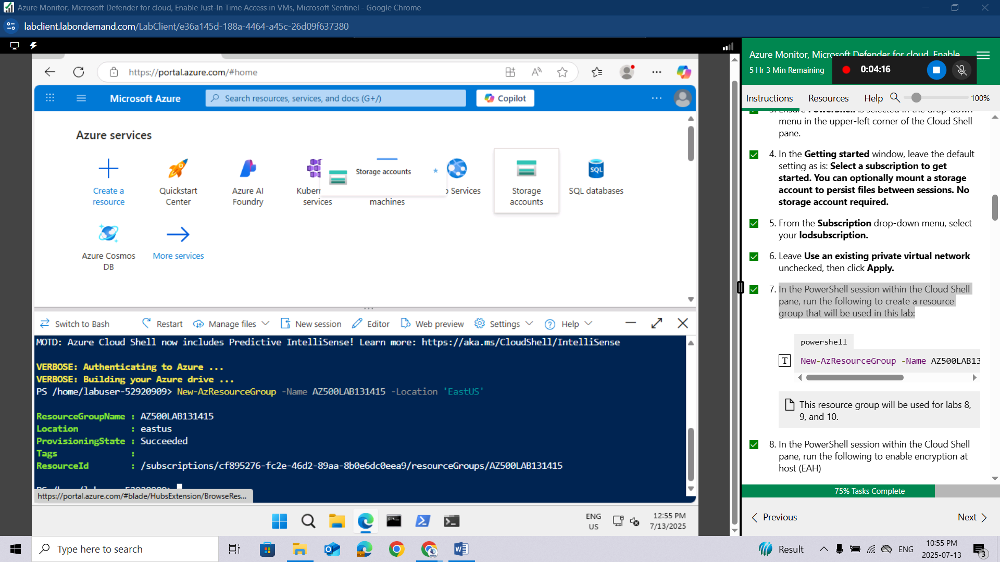 Azure Monitor, Microsoft Defender for cloud, Enable Just-In Time Access in VMs, Microsoft Sentinel - Google Chrome
labclient.labondemand.com/LabClient/e36a145d-188a-4464-a45c-26d09f637380
https://portal.azure.com/#home
Microsoft Azure
Search resources, services, and docs (G+/)
Copilot
Azure services
Create a
resource
Quickstart
Center
Azure AI
Foundry
services
Storage accounts
machines
Services
Storage
accounts
SQL
SQL databases
Azure Cosmos
DB
More services
Switch to Bash
Restart
Manage files
New session
Editor
Web preview
Settings
Help
MOTD: Azure Cloud Shell now includes Predictive IntelliSense! Learn more: https://aka.ms/CloudShell/IntelliSense
VERBOSE: Authenticating to Azure ...
VERBOSE: Building your Azure drive ...
PS /home/labuser-52920909> New-AzResourceGroup -Name AZ500LAB131415 -Location 'EastUS'
ResourceGroupName : AZ500LAB131415
Location : eastus
ProvisioningState : Succeeded
Tags :
ResourceId : /subscriptions/cf895276-fc2e-46d2-89aa-8b0e6dc0eea9/resourceGroups/AZ500LAB131415
https://portal.azure.com/#blade/HubsExtension/BrowseRes...
ENG
US
12:55 PM
7/13/2025
Azure Monitor, Microsoft Defender for cloud, Enable
5 Hr 3 Min Remaining
0:04:16
Instructions
Resources
Help
100%
3. Ensure PowerShell is selected in the drop-down
menu in the upper-left corner of the Cloud Shell
pane.
4. In the Getting started window, leave the default
setting as is: Select a subscription to get
started. You can optionally mount a storage
account to persist files between sessions. No
storage account required.
5. From the Subscription drop-down menu, select
your lodsubscription.
6. Leave Use an existing private virtual network
unchecked, then click Apply.
7. In the PowerShell session within the Cloud Shell
pane, run the following to create a resource
group that will be used in this lab:
powershell
T
New-AzResourceGroup -Name AZ500LAB13
This resource group will be used for labs 8,
9, and 10.
8. In the PowerShell session within the Cloud Shell
pane, run the following to enable encryption at
host (EAH)
75% Tasks Complete
Previous
Next
Type here to search
Result
ENG
10:55 PM
2025-07-13
3